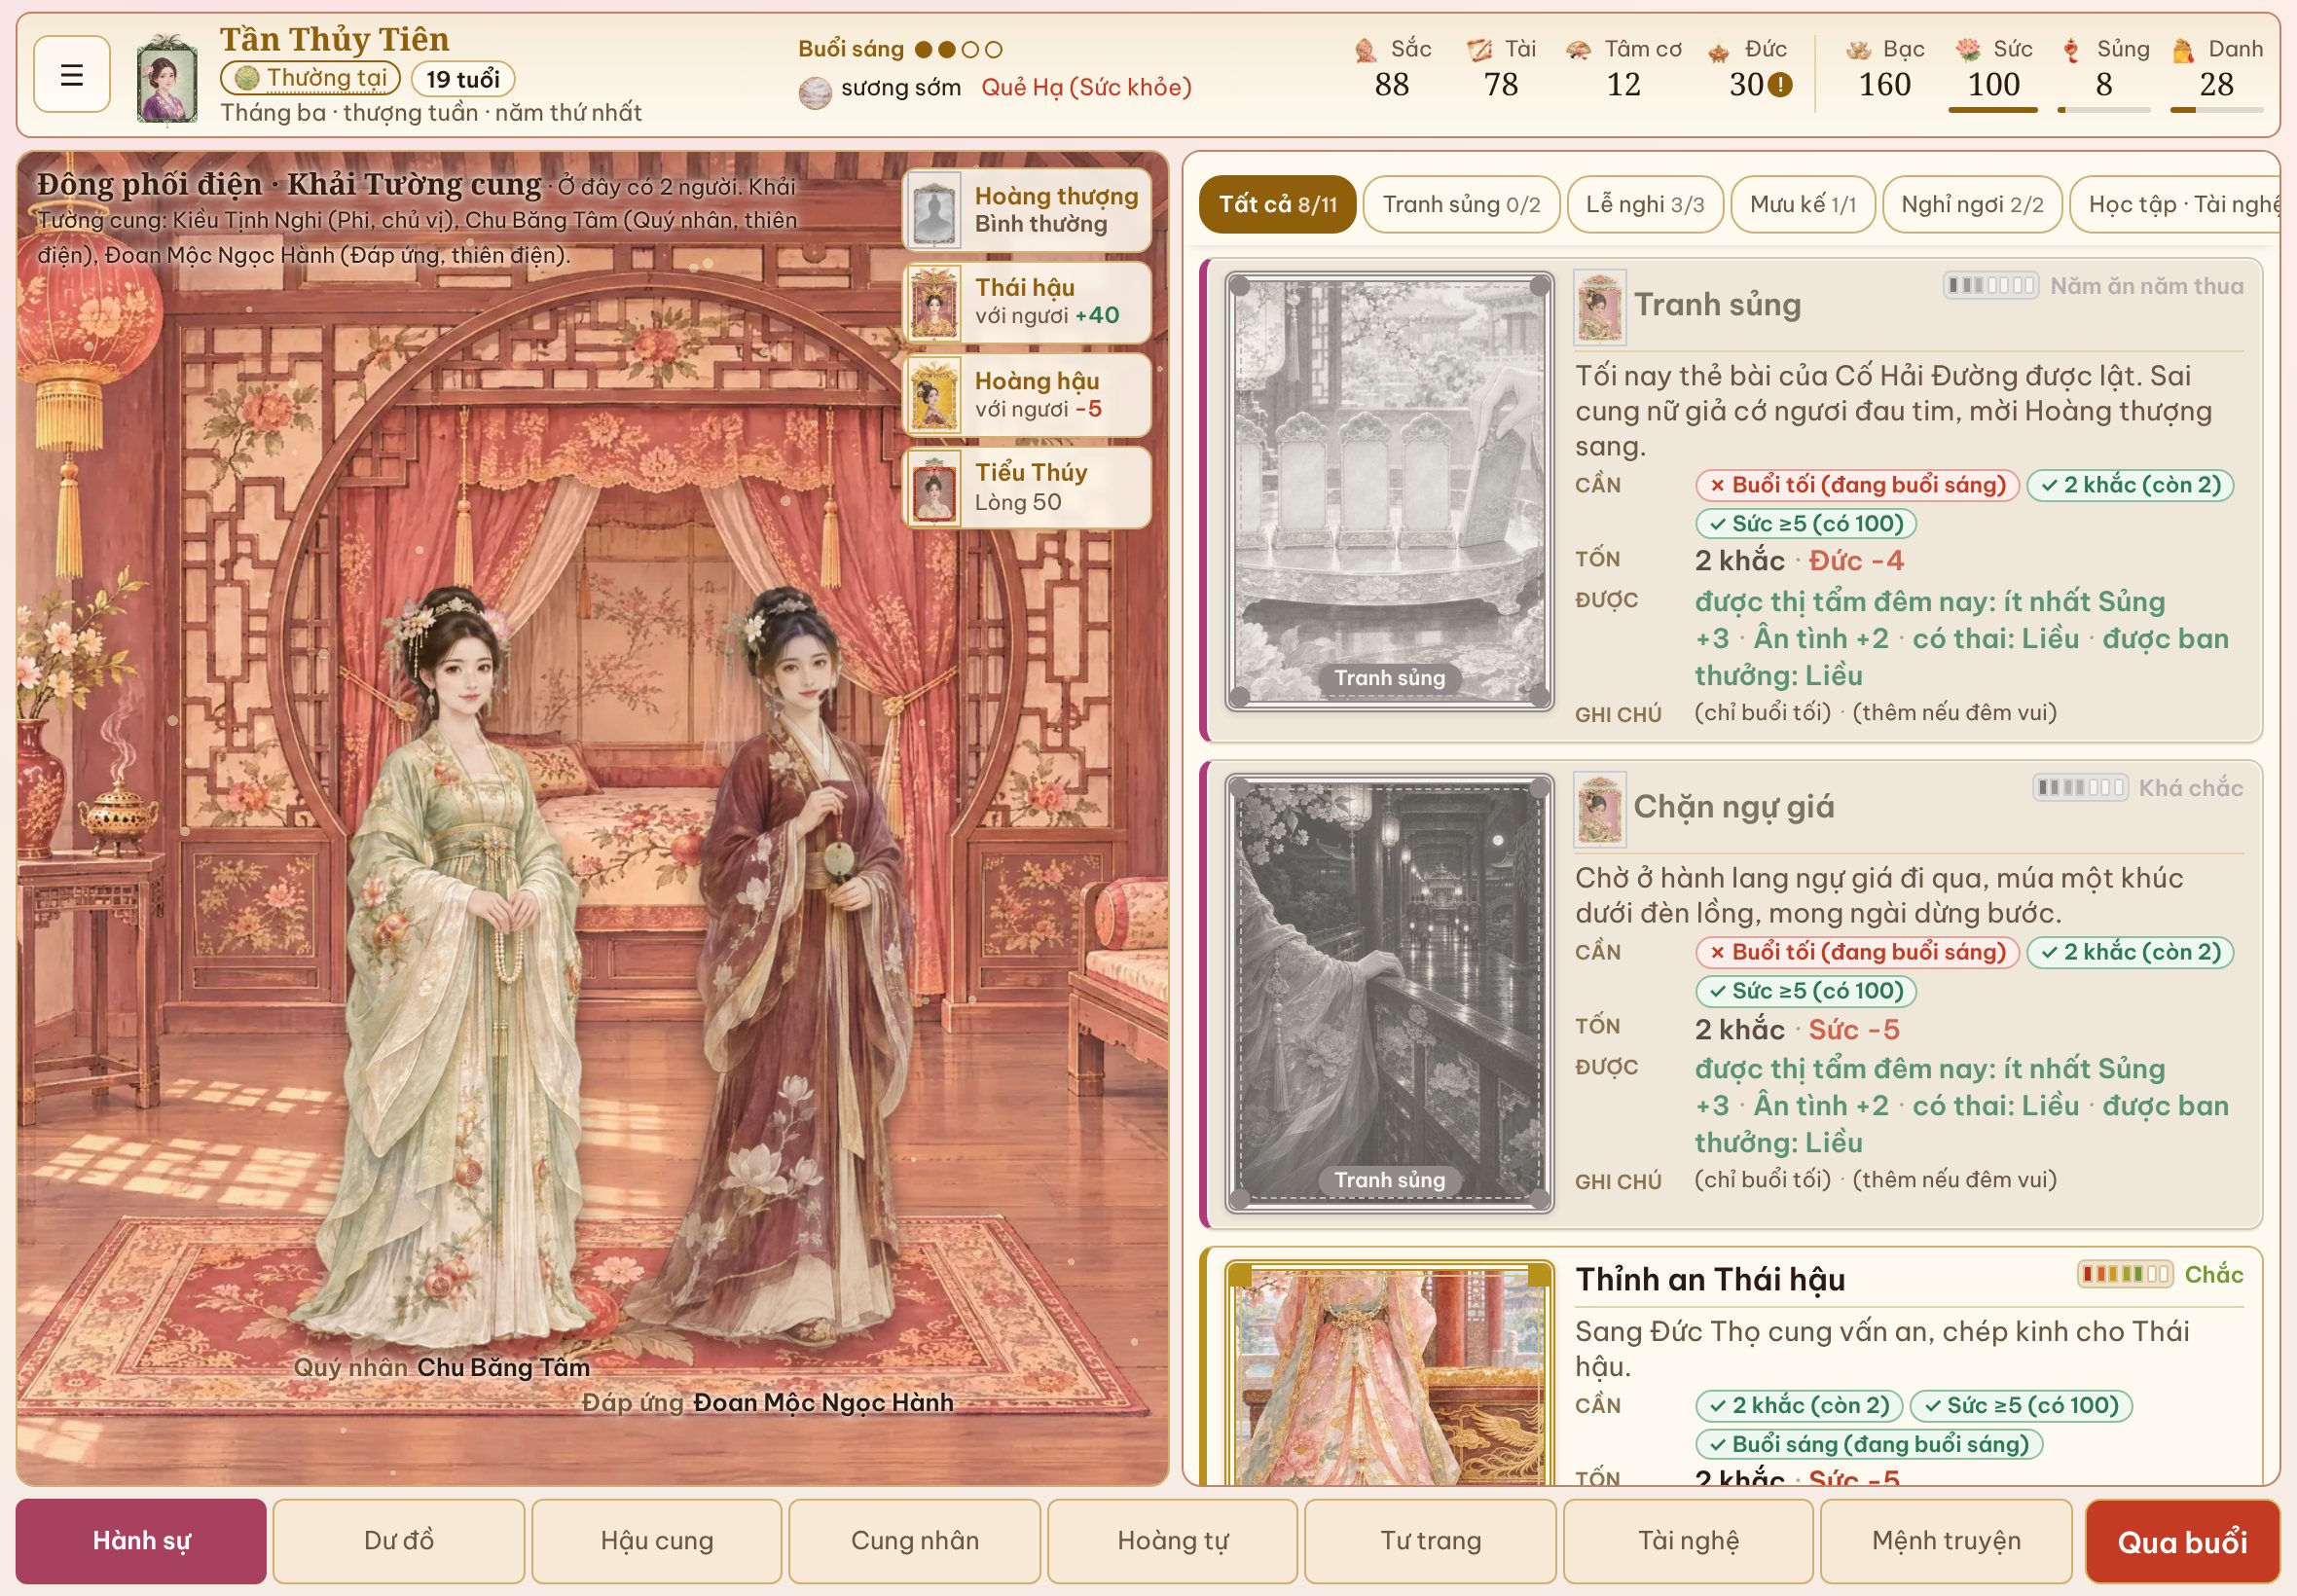 Tần Thủy Tiên
Thường tại
19 tuổi
Tháng ba · thượng tuần · năm thứ nhất
Buổi sáng
sương sớm Quẻ Hạ (Sức khỏe)
Sắc
88
Tài
78
Tâm cơ
12
Đức
30 !
Bạc
160
Sức
100
Sủng
8
Danh
28
Đông phối điện · Khải Tường cung · Ở đây có 2 người. Khải
Tường cung: Kiều Tịnh Nghi (Phi, chủ vị), Chu Băng Tâm (Quý nhân, thiên
điện), Đoan Mộc Ngọc Hành (Đáp ứng, thiên điện).
Hoàng thượng
Bình thường
Thái hậu
với ngươi +40
Hoàng hậu
với ngươi -5
Tiểu Thúy
Lòng 50
Quý nhân Chu Băng Tâm
Đáp ứng Đoan Mộc Ngọc Hành
Tất cả 8/11
Tranh sủng 0/2
Lễ nghi 3/3
Mưu kế 1/1
Nghỉ ngơi 2/2
Học tập · Tài nghệ
Tranh sủng
Năm ăn năm thua
Tối nay thẻ bài của Cố Hải Đường được lật. Sai
cung nữ giả cớ ngươi đau tim, mời Hoàng thượng
sang.
CẦN × Buổi tối (đang buổi sáng) ✓ 2 khắc (còn 2)
✓ Sức ≥5 (có 100)
TỐN 2 khắc · Đức -4
ĐƯỢC được thị tẩm đêm nay: ít nhất Sủng
+3 · Ân tình +2 · có thai: Liều · được ban
thưởng: Liều
GHI CHÚ (chỉ buổi tối) · (thêm nếu đêm vui)
Tranh sủng
Chặn ngự giá
Khá chắc
Chờ ở hành lang ngự giá đi qua, múa một khúc
dưới đèn lồng, mong ngài dừng bước.
CẦN × Buổi tối (đang buổi sáng) ✓ 2 khắc (còn 2)
✓ Sức ≥5 (có 100)
TỐN 2 khắc · Sức -5
ĐƯỢC được thị tẩm đêm nay: ít nhất Sủng
+3 · Ân tình +2 · có thai: Liều · được ban
thưởng: Liều
GHI CHÚ (chỉ buổi tối) · (thêm nếu đêm vui)
Tranh sủng
Thỉnh an Thái hậu
Chắc
Sang Đức Thọ cung vấn an, chép kinh cho Thái
hậu.
CẦN ✓ 2 khắc (còn 2) ✓ Sức ≥5 (có 100)
✓ Buổi sáng (đang buổi sáng)
TỐN 2 khắc · Sức -5
Hành sự
Dư đồ
Hậu cung
Cung nhân
Hoàng tự
Tư trang
Tài nghệ
Mệnh truyện
Qua buổi